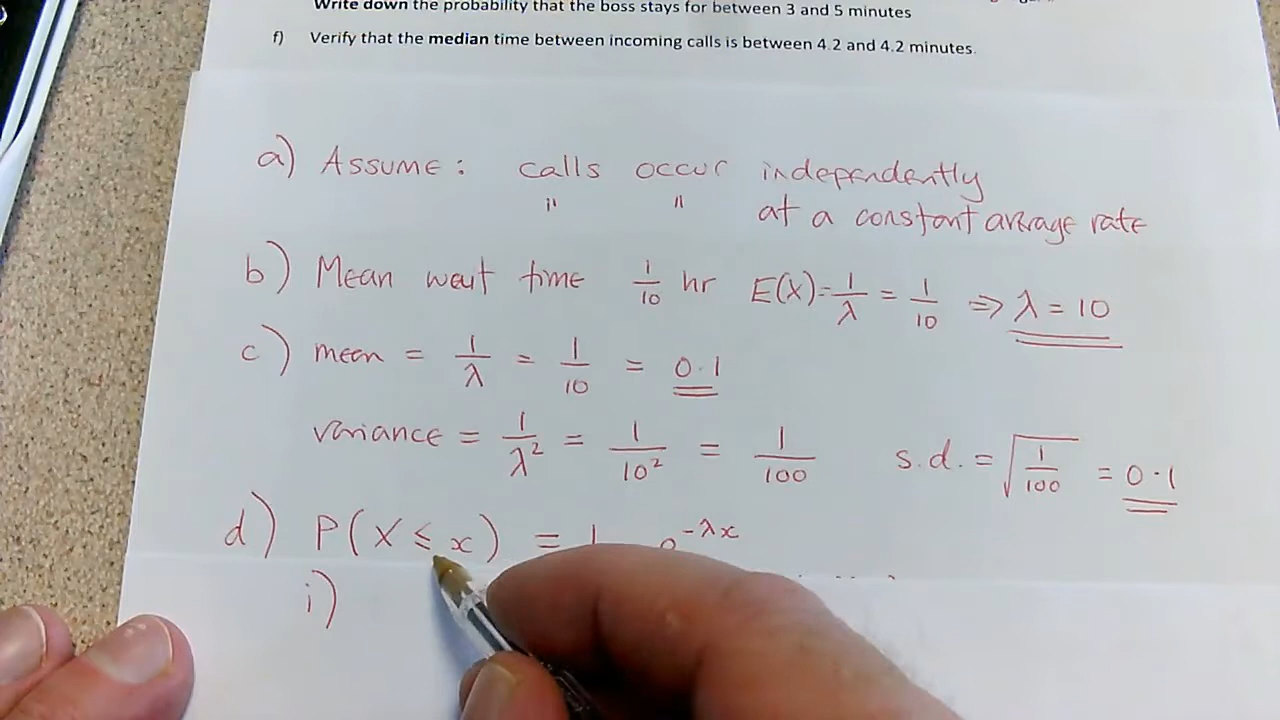 Write down the probability that the boss stays for between 3 and 5 minutes
f) Verify that the median time between incoming calls is between 4.2 and 4.2 minutes.
a) Assume: calls occur independently
" " at a constant average rate
b) Mean wait time 1/10 hr E(X)=1/λ = 1/10 ⇒ λ = 10
c) mean = 1/λ = 1/10 = 0.1
variance = 1/λ² = 1/10² = 1/100 s.d. = √(1/100) = 0.1
d) P(X ≤ x) = 1 e^-λx
i)